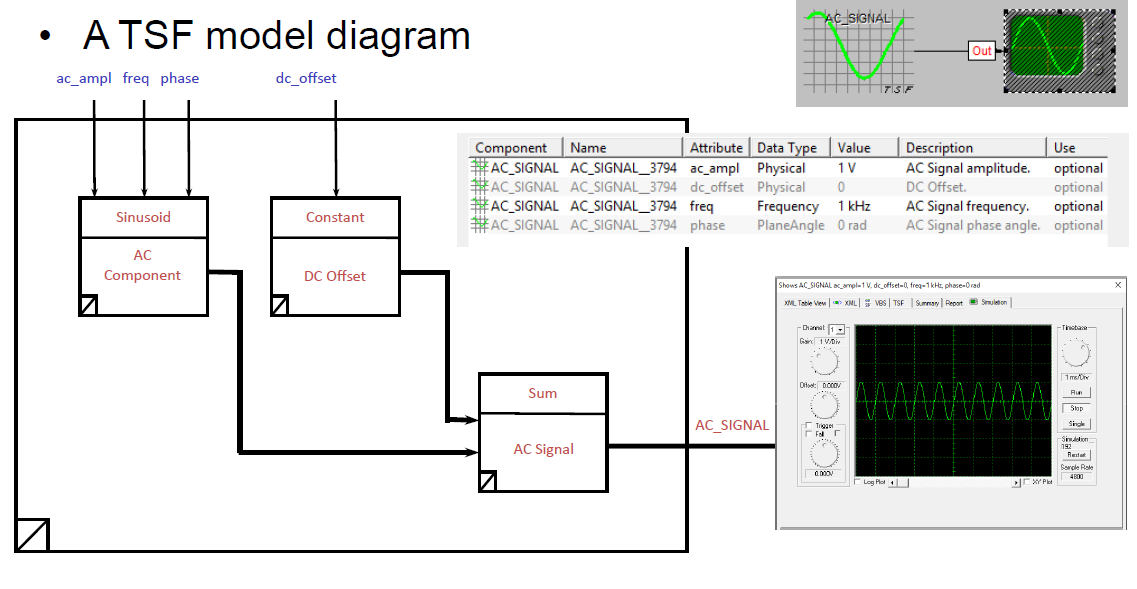 • A TSF model diagram
AC_SIGNAL
Out
TSF
ac_ampl freq phase dc_offset
Component Name Attribute Data Type Value Description Use
AC_SIGNAL AC_SIGNAL__3794 ac_ampl Physical 1 V AC Signal amplitude. optional
AC_SIGNAL AC_SIGNAL__3794 dc_offset Physical 0 DC Offset. optional
AC_SIGNAL AC_SIGNAL__3794 freq Frequency 1 kHz AC Signal frequency. optional
AC_SIGNAL AC_SIGNAL__3794 phase PlaneAngle 0 rad AC Signal phase angle. optional
Sinusoid
AC
Component
Constant
DC Offset
Sum
AC Signal
AC_SIGNAL
Shows AC_SIGNAL ac_ampl=1 V, dc_offset=0, freq=1 kHz, phase=0 rad
XML Table View XML VBS TSF Summary Report Simulation
Channel: 1
Gain: 1 V/Div
Offset: 0.000V
Trigger
Fall
0.000V
Log Plot
XY Plot
Timebase
1 ms/Div
Run
Stop
Single
Simulation
192
Restart
Sample Rate
4800